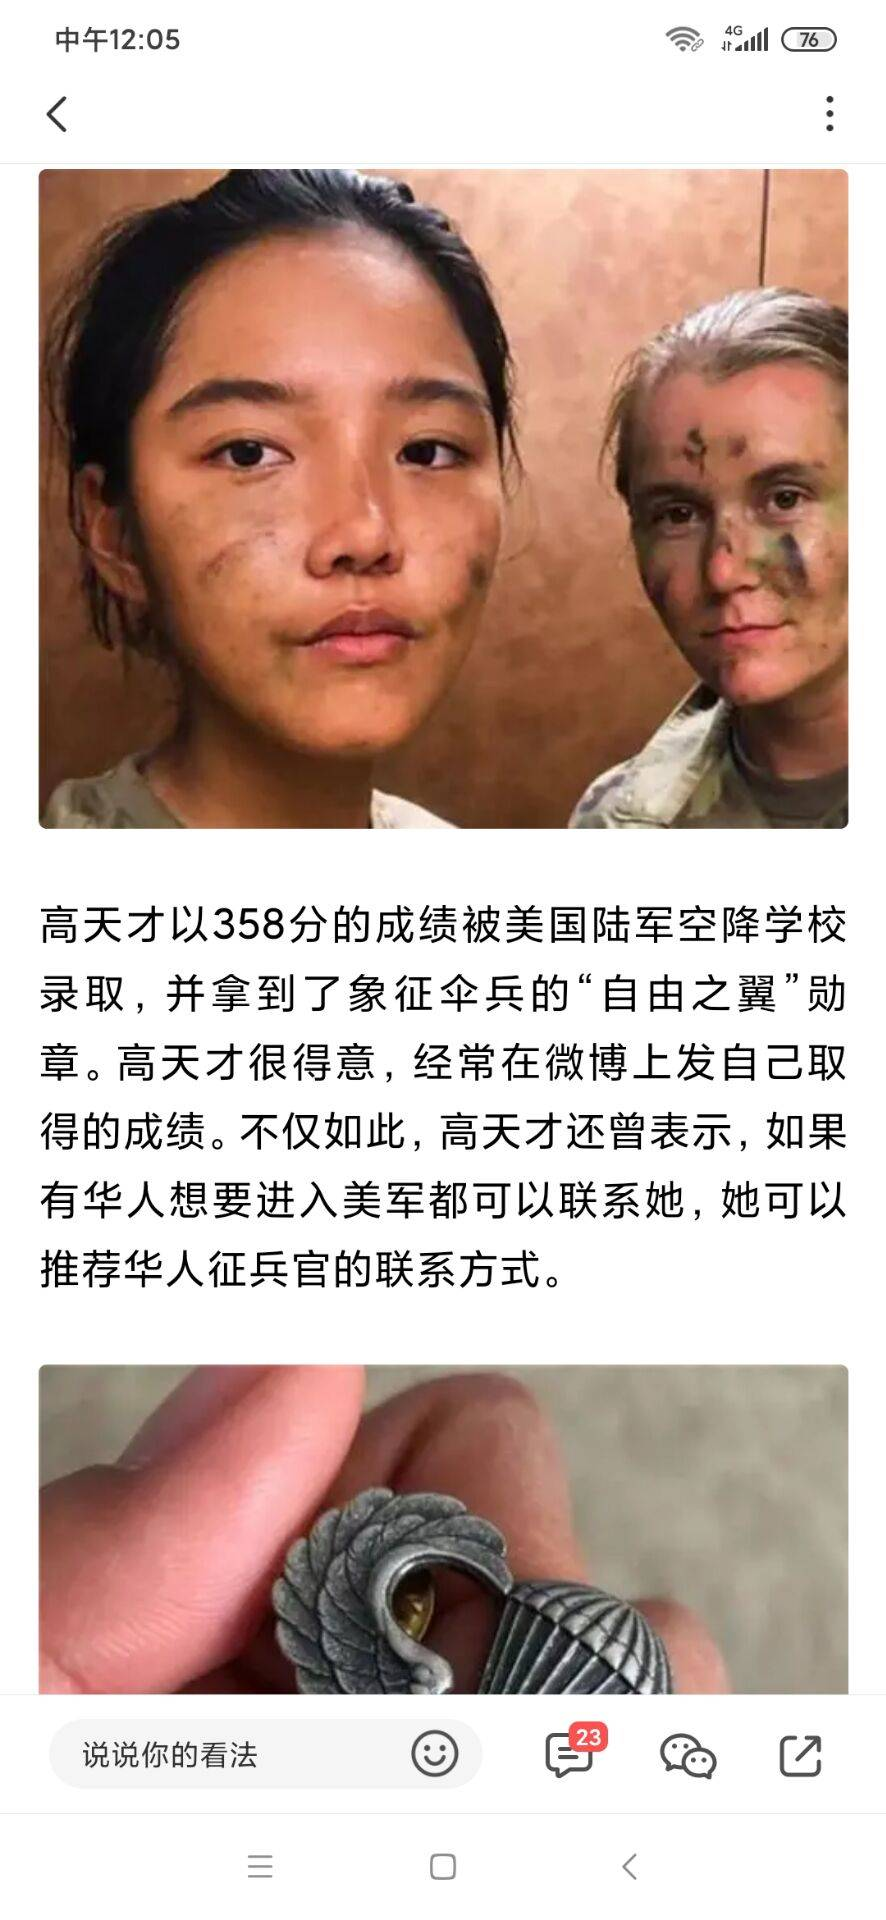 中午12:05
4G
76
高天才以358分的成绩被美国陆军空降学校
录取，并拿到了象征伞兵的“自由之翼”勋
章。高天才很得意，经常在微博上发自己取
得的成绩。不仅如此，高天才还曾表示，如果
有华人想要进入美军都可以联系她，她可以
推荐华人征兵官的联系方式。
说说你的看法
23